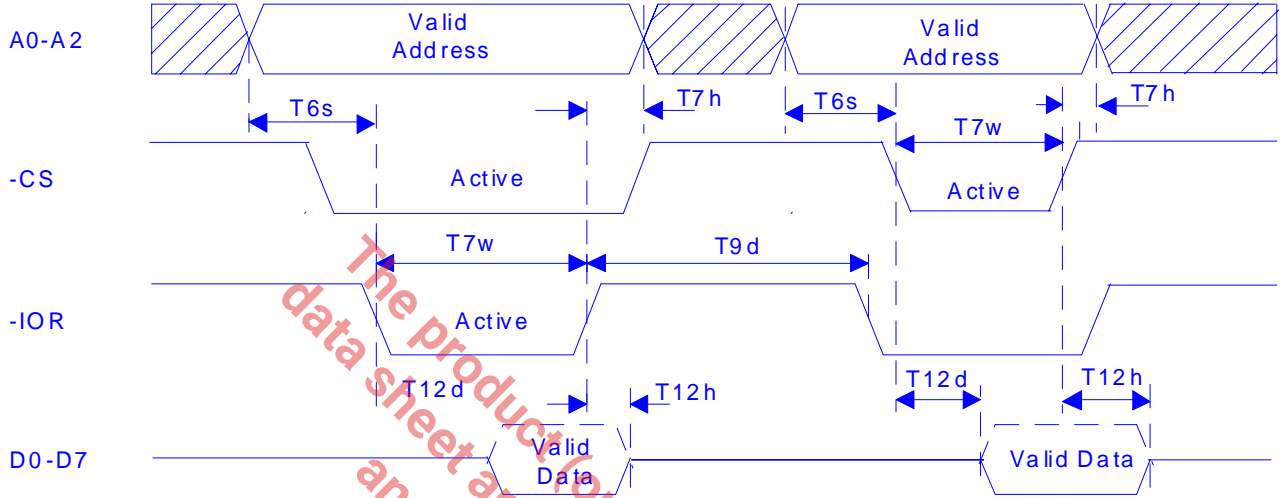 A0-A2
Valid
Address
Valid
Address
T6s
T7h
T6s
T7h
T7w
-CS
Active
Active
T7w
T9d
-IOR
Active
T12d
T12h
T12d
T12h
D0-D7
Valid
Data
Valid Data
The product (o
data sheet a
an